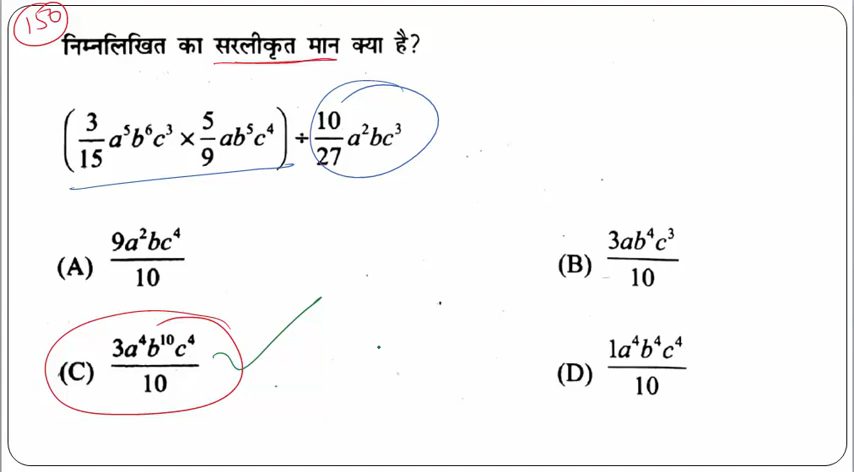 150
निम्नलिखित का सरलीकृत मान क्या है?
(3/15 a⁵b⁶c³ × 5/9 ab⁵c⁴) ÷ 10/27 a²bc³
(A) 9a²bc⁴/10
(B) 3ab⁴c³/10
(C) 3a⁴b¹⁰c⁴/10
(D) 1a⁴b⁴c⁴/10